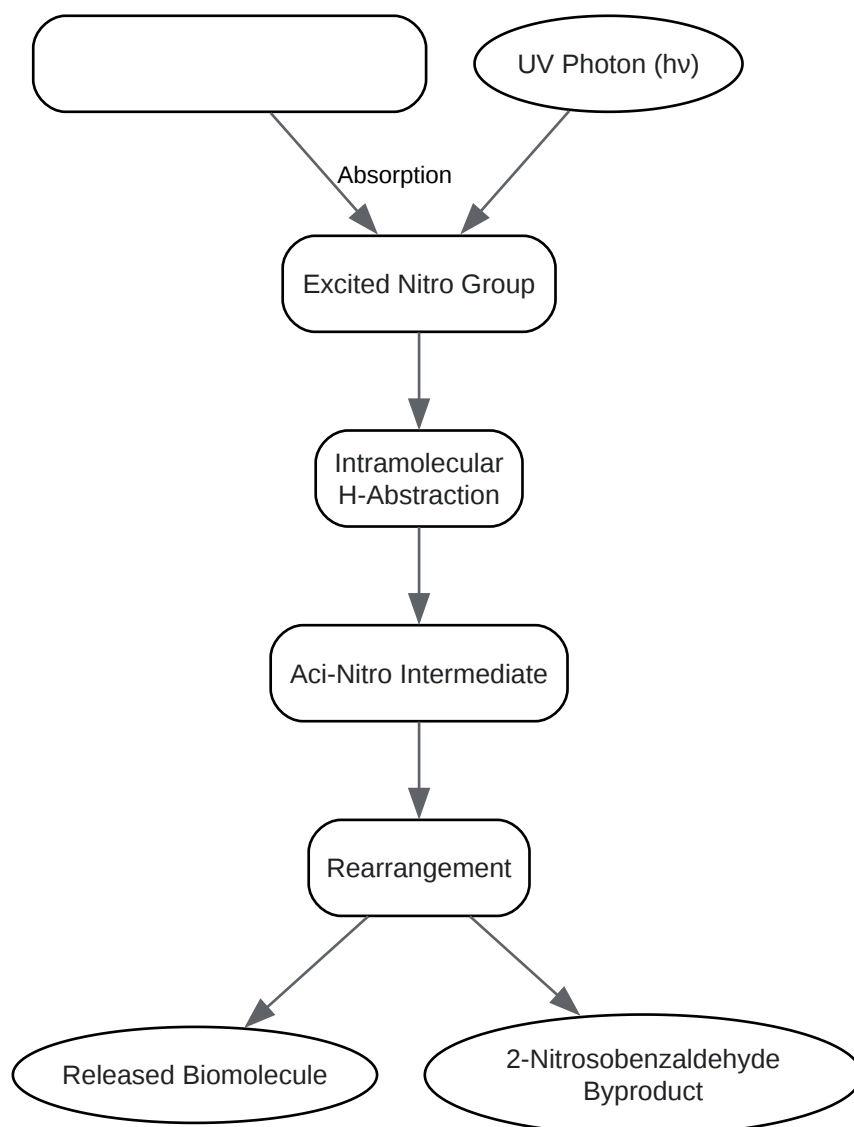 UV Photon (hν)
Absorption
Excited Nitro Group
Intramolecular
H-Abstraction
Aci-Nitro Intermediate
Rearrangement
Released Biomolecule
2-Nitrosobenzaldehyde
Byproduct